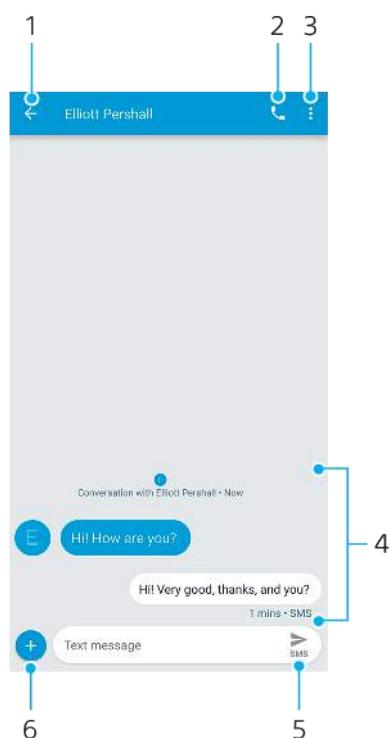 1
2
3
Elliott Pershall
Conversation with Elliott Pershall • Now
E
Hi! How are you?
Hi! Very good, thanks, and you?
4
1 mins • SMS
Text message
SMS
6
5